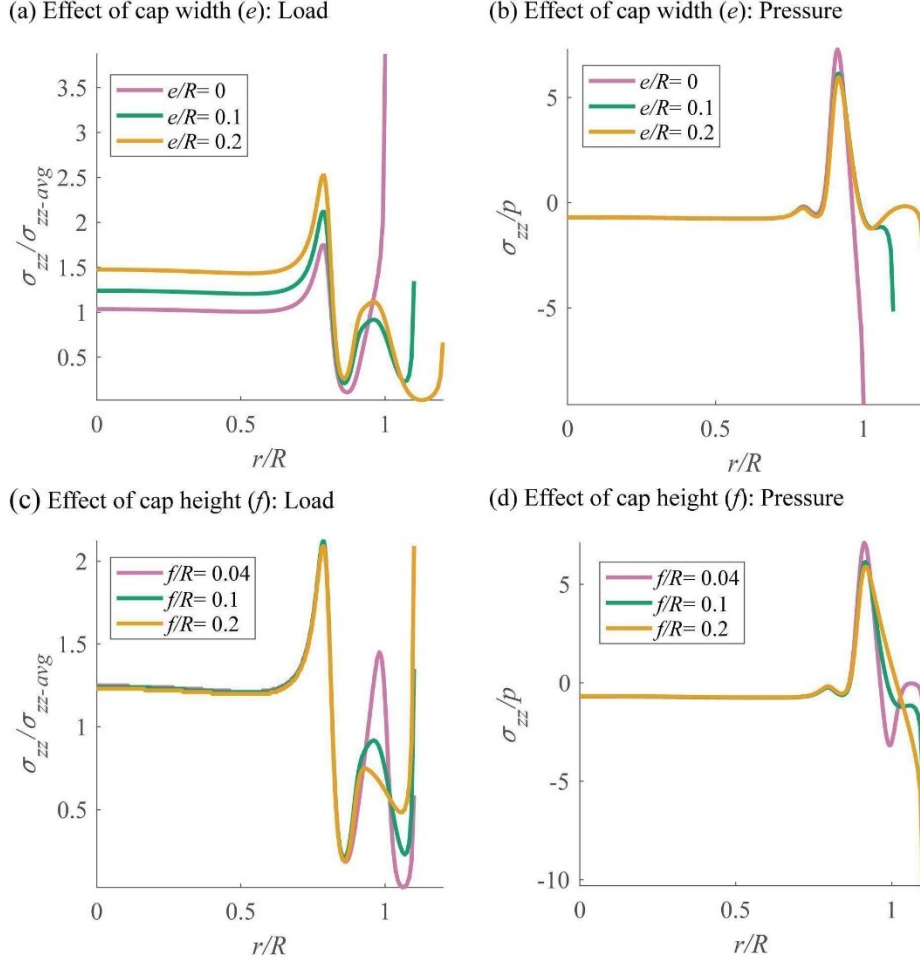 (a) Effect of cap width (e): Load
3.5
3
2.5
2
1.5
1
0.5
0
0.5
1
σzz/σzz-avg
r/R
e/R= 0
e/R= 0.1
e/R= 0.2
(b) Effect of cap width (e): Pressure
5
0
-5
0
0.5
1
σzz/p
r/R
e/R= 0
e/R= 0.1
e/R= 0.2
(c) Effect of cap height (f): Load
2
1.5
1
0.5
0
0.5
1
σzz/σzz-avg
r/R
f/R= 0.04
f/R= 0.1
f/R= 0.2
(d) Effect of cap height (f): Pressure
5
0
-5
-10
0
0.5
1
σzz/p
r/R
f/R= 0.04
f/R= 0.1
f/R= 0.2